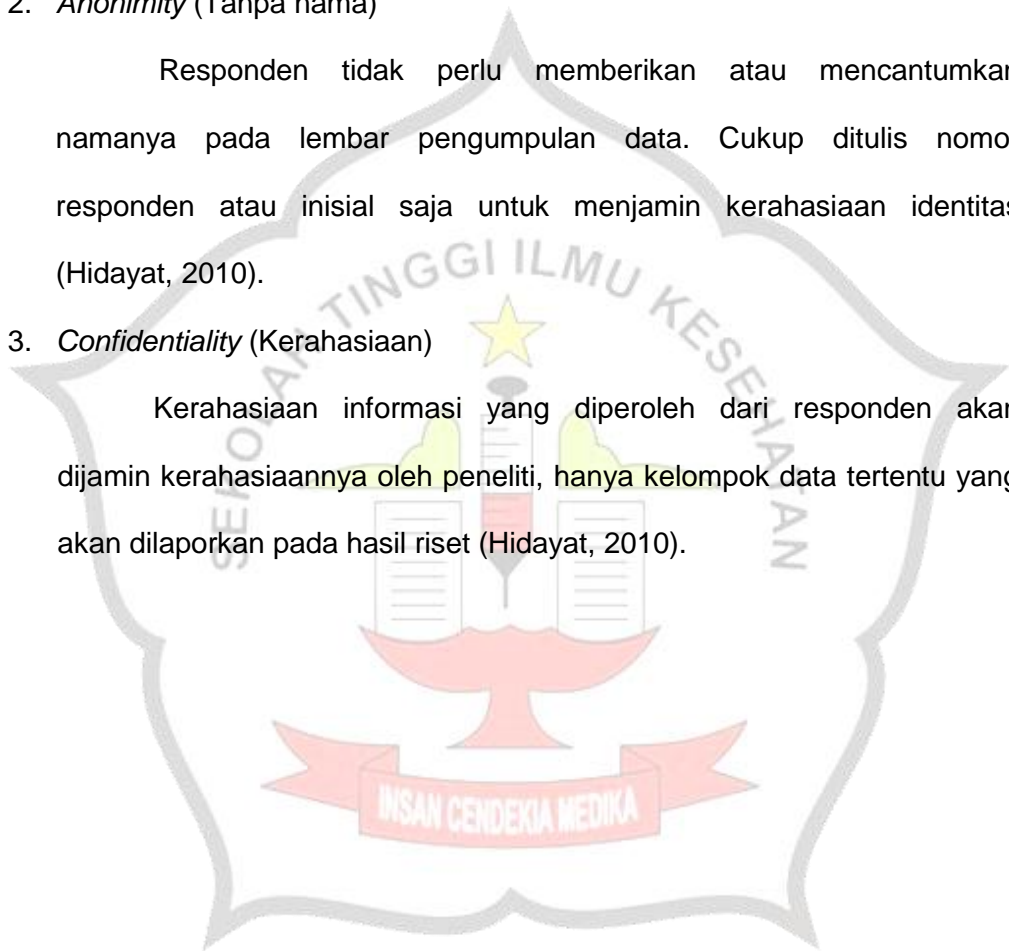 2. Anonimity (Tanpa nama)
Responden tidak perlu memberikan atau mencantumkan
namanya pada lembar pengumpulan data. Cukup ditulis nomor
responden atau inisial saja untuk menjamin kerahasiaan identitas
(Hidayat, 2010).
3. Confidentiality (Kerahasiaan)
Kerahasiaan informasi yang diperoleh dari responden akan
dijamin kerahasiaannya oleh peneliti, hanya kelompok data tertentu yang
akan dilaporkan pada hasil riset (Hidayat, 2010).
SEKOLAH TINGGI ILMU KESEHATAN
INSAN CENDEKIA MEDIKA